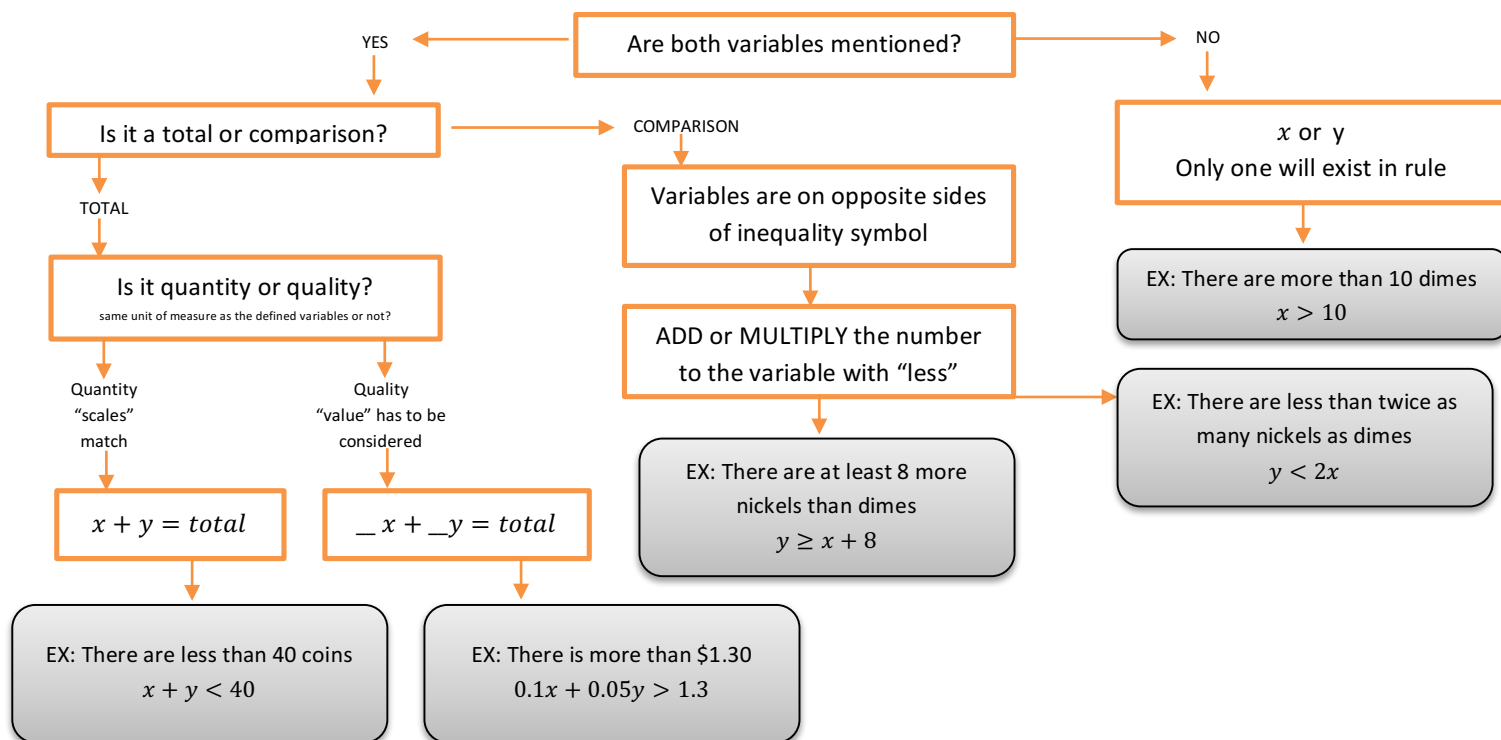 Are both variables mentioned?
YES
NO
Is it a total or comparison?
COMPARISON
TOTAL
Is it quantity or quality?
same unit of measure as the defined variables or not?
Quantity
“scales”
match
Quality
“value” has to be
considered
x + y = total
__ x + __y = total
EX: There are less than 40 coins
x + y < 40
EX: There is more than $1.30
0.1x + 0.05y > 1.3
Variables are on opposite sides
of inequality symbol
ADD or MULTIPLY the number
to the variable with “less”
EX: There are at least 8 more
nickels than dimes
y ≥ x + 8
EX: There are less than twice as
many nickels as dimes
y < 2x
x or y
Only one will exist in rule
EX: There are more than 10 dimes
x > 10